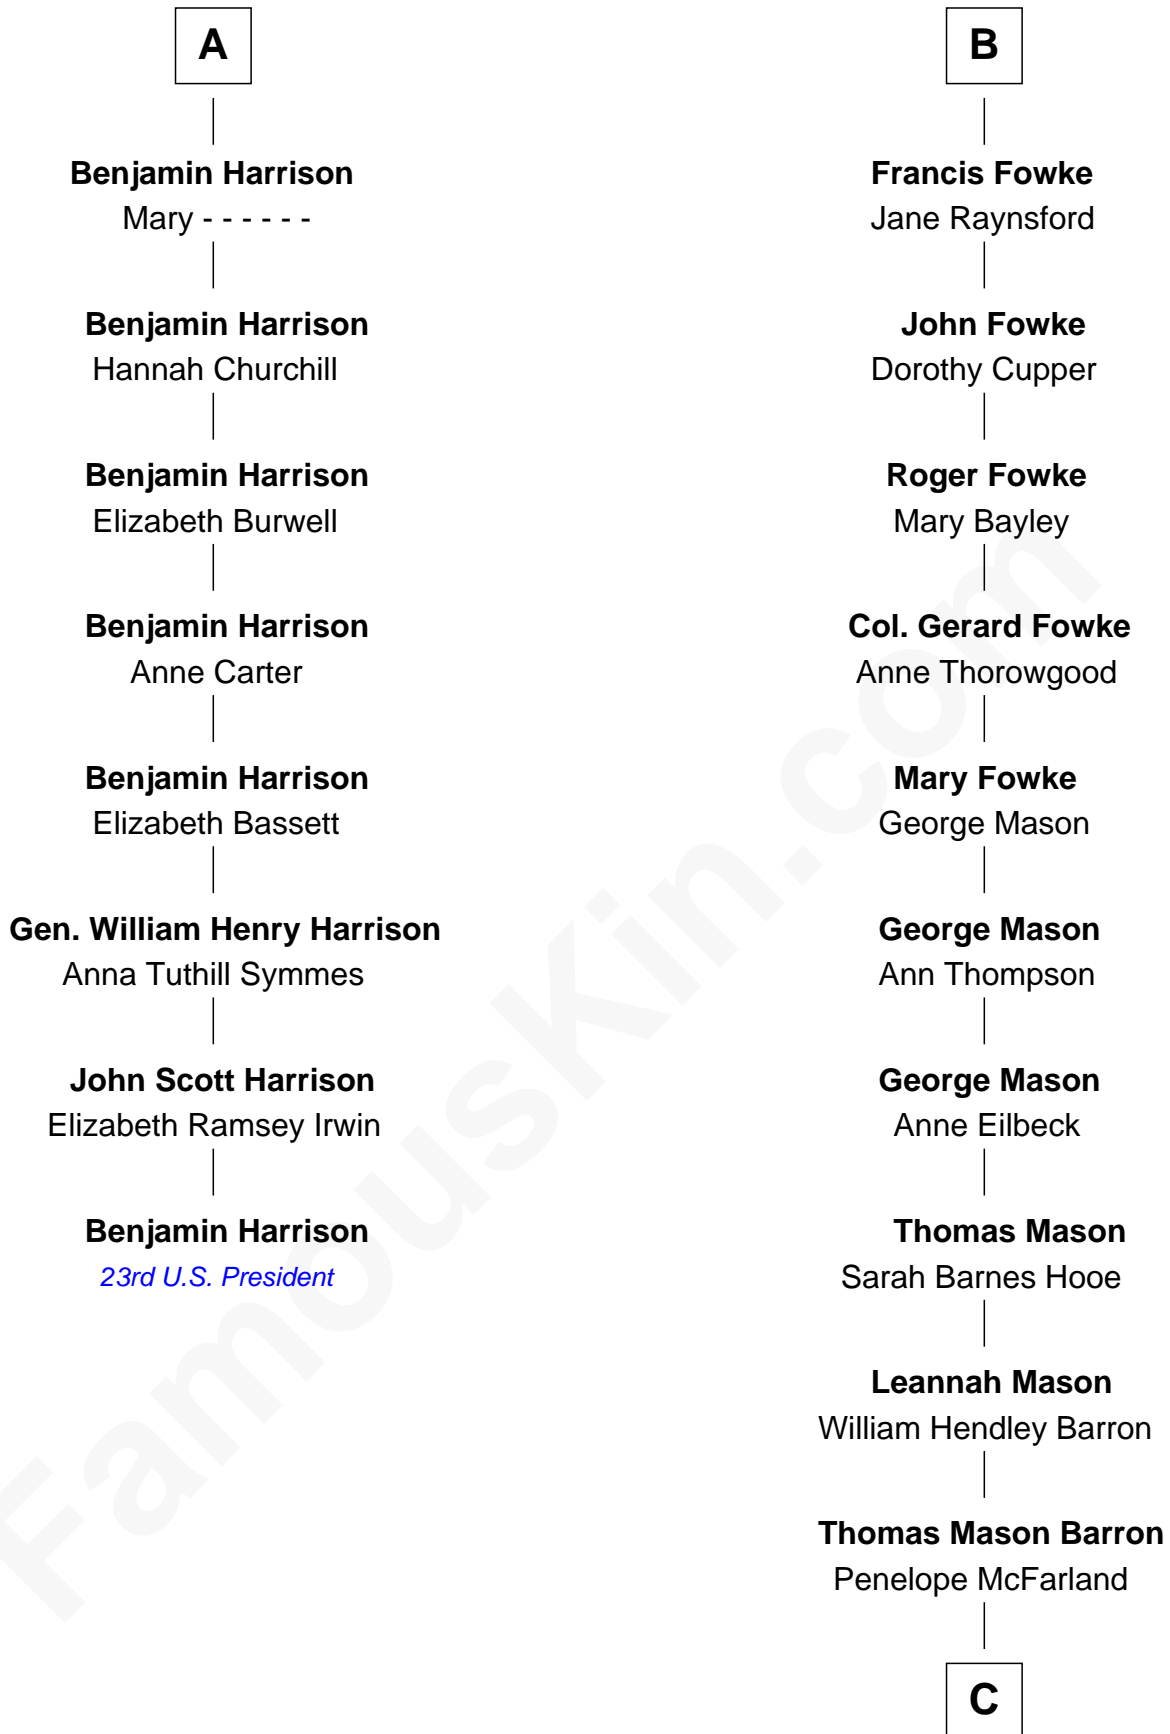 A
Benjamin Harrison
Mary - - - - - -
Benjamin Harrison
Hannah Churchill
Benjamin Harrison
Elizabeth Burwell
Benjamin Harrison
Anne Carter
Benjamin Harrison
Elizabeth Bassett
Gen. William Henry Harrison
Anna Tuthill Symmes
John Scott Harrison
Elizabeth Ramsey Irwin
Benjamin Harrison
23rd U.S. President
B
Francis Fowke
Jane Raynsford
John Fowke
Dorothy Cupper
Roger Fowke
Mary Bayley
Col. Gerard Fowke
Anne Thorowgood
Mary Fowke
George Mason
George Mason
Ann Thompson
George Mason
Anne Eilbeck
Thomas Mason
Sarah Barnes Hooe
Leannah Mason
William Hendley Barron
Thomas Mason Barron
Penelope McFarland
C
FamousKin.com